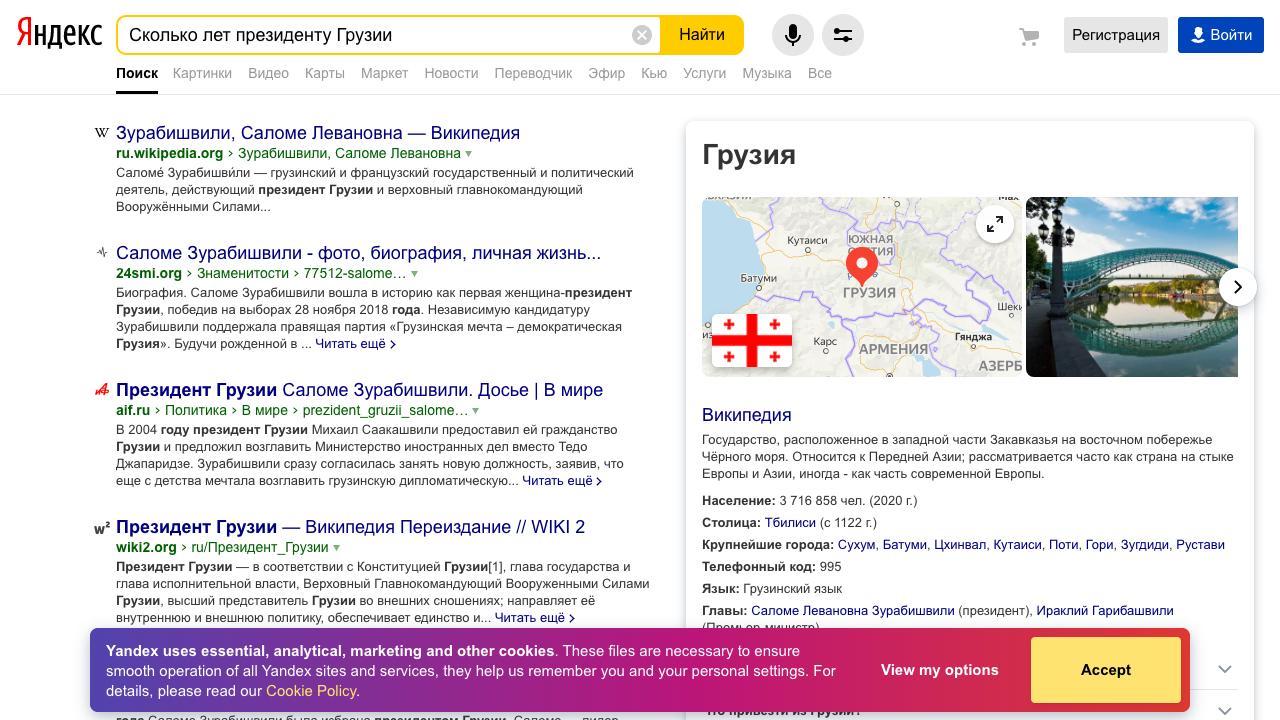 Яндекс
Сколько лет президенту Грузии
Найти
Регистрация
Войти
Поиск Картинки Видео Карты Маркет Новости Переводчик Эфир Кью Услуги Музыка Все
Зурабишвили, Саломе Левановна — Википедия
ru.wikipedia.org › Зурабишвили, Саломе Левановна
Саломе́ Зурабишви́ли — грузинский и французский государственный и политический
деятель, действующий президент Грузии и верховный главнокомандующий
Вооружёнными Силами...
Саломе Зурабишвили - фото, биография, личная жизнь...
24smi.org › Знаменитости › 77512-salome…
Биография. Саломе Зурабишвили вошла в историю как первая женщина-президент
Грузии, победив на выборах 28 ноября 2018 года. Независимую кандидатуру
Зурабишвили поддержала правящая партия «Грузинская мечта – демократическая
Грузия». Будучи рожденной в ... Читать ещё ›
Президент Грузии Саломе Зурабишвили. Досье | В мире
aif.ru › Политика › В мире › prezident_gruzii_salome…
В 2004 году президент Грузии Михаил Саакашвили предоставил ей гражданство
Грузии и предложил возглавить Министерство иностранных дел вместо Тедо
Джапаридзе. Зурабишвили сразу согласилась занять новую должность, заявив, что
еще с детства мечтала возглавить грузинскую дипломатическую... Читать ещё ›
Президент Грузии — Википедия Переиздание // WIKI 2
wiki2.org › ru/Президент_Грузии
Президент Грузии — в соответствии с Конституцией Грузии[1], глава государства и
глава исполнительной власти, Верховный Главнокомандующий Вооруженными Силами
Грузии, высший представитель Грузии во внешних сношениях; направляет её
внутреннюю и внешнюю политику, обеспечивает единство и... Читать ещё ›
Грузия
Кутаиси
ЮЖНАЯ
Батуми
ГРУЗИЯ
Шеки
Карс
АРМЕНИЯ
Гянджа
АЗЕРБ
Википедия
Государство, расположенное в западной части Закавказья на восточном побережье
Чёрного моря. Относится к Передней Азии; рассматривается часто как страна на стыке
Европы и Азии, иногда - как часть современной Европы.
Население: 3 716 858 чел. (2020 г.)
Столица: Тбилиси (с 1122 г.)
Крупнейшие города: Сухум, Батуми, Цхинвал, Кутаиси, Поти, Гори, Зугдиди, Рустави
Телефонный код: 995
Язык: Грузинский язык
Главы: Саломе Левановна Зурабишвили (президент), Ираклий Гарибашвили
(Премьер-министр)
Yandex uses essential, analytical, marketing and other cookies. These files are necessary to ensure
smooth operation of all Yandex sites and services, they help us remember you and your personal settings. For
details, please read our Cookie Policy.
View my options
Accept